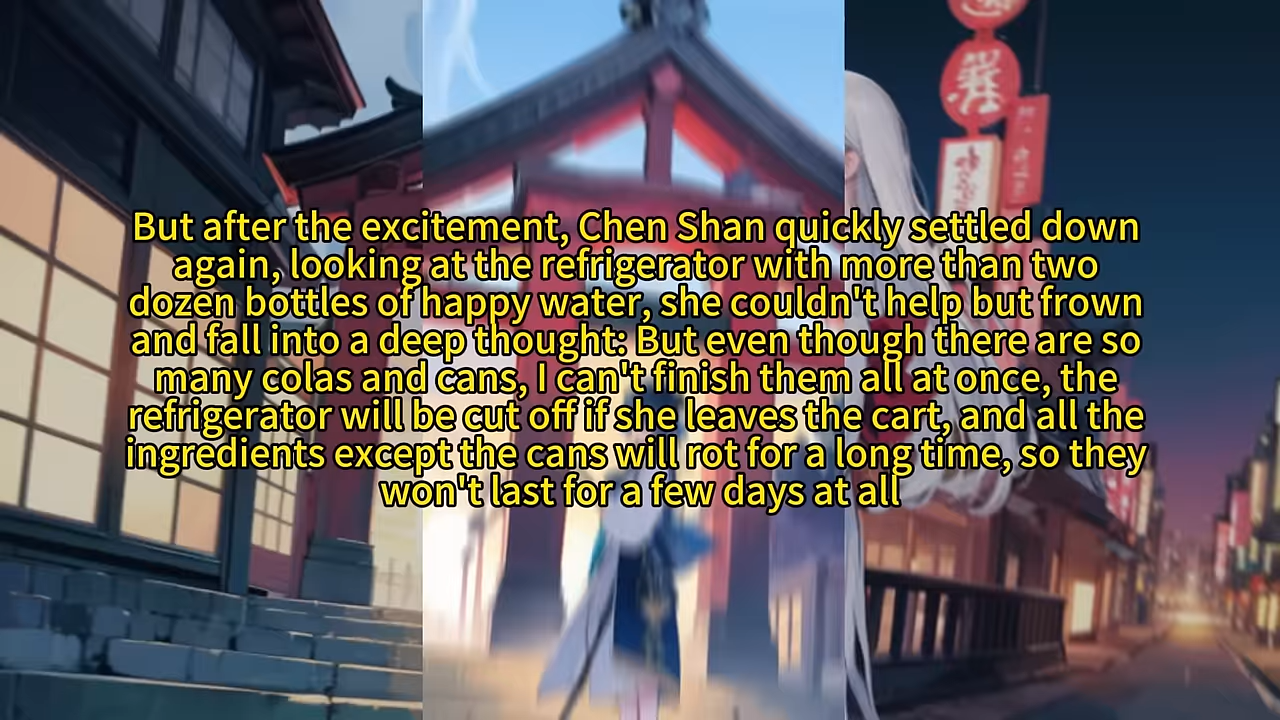 But after the excitement, Chen Shan quickly settled down
again, looking at the refrigerator with more than two
dozen bottles of happy water, she couldn't help but frown
and fall into a deep thought: But even though there are so
many colas and cans, I can't finish them all at once, the
refrigerator will be cut off if she leaves the cart, and all the
ingredients except the cans will rot for a long time, so they
won't last for a few days at all